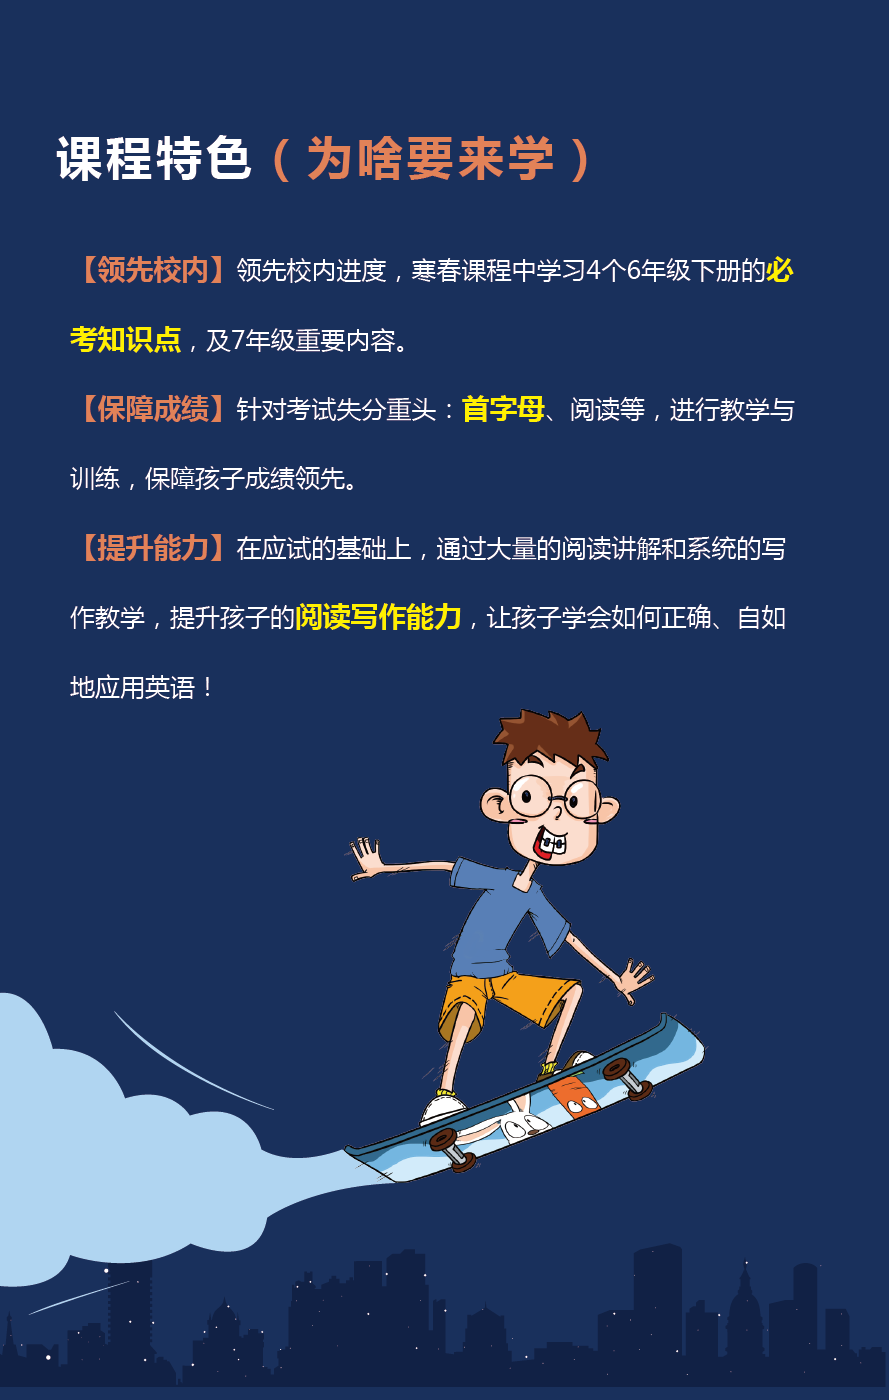 课程特色（为啥要来学）
【领先校内】领先校内进度，寒春课程中学习4个6年级下册的必
考知识点，及7年级重要内容。
【保障成绩】针对考试失分重头：首字母、阅读等，进行教学与
训练，保障孩子成绩领先。
【提升能力】在应试的基础上，通过大量的阅读讲解和系统的写
作教学，提升孩子的阅读写作能力，让孩子学会如何正确、自如
地应用英语！